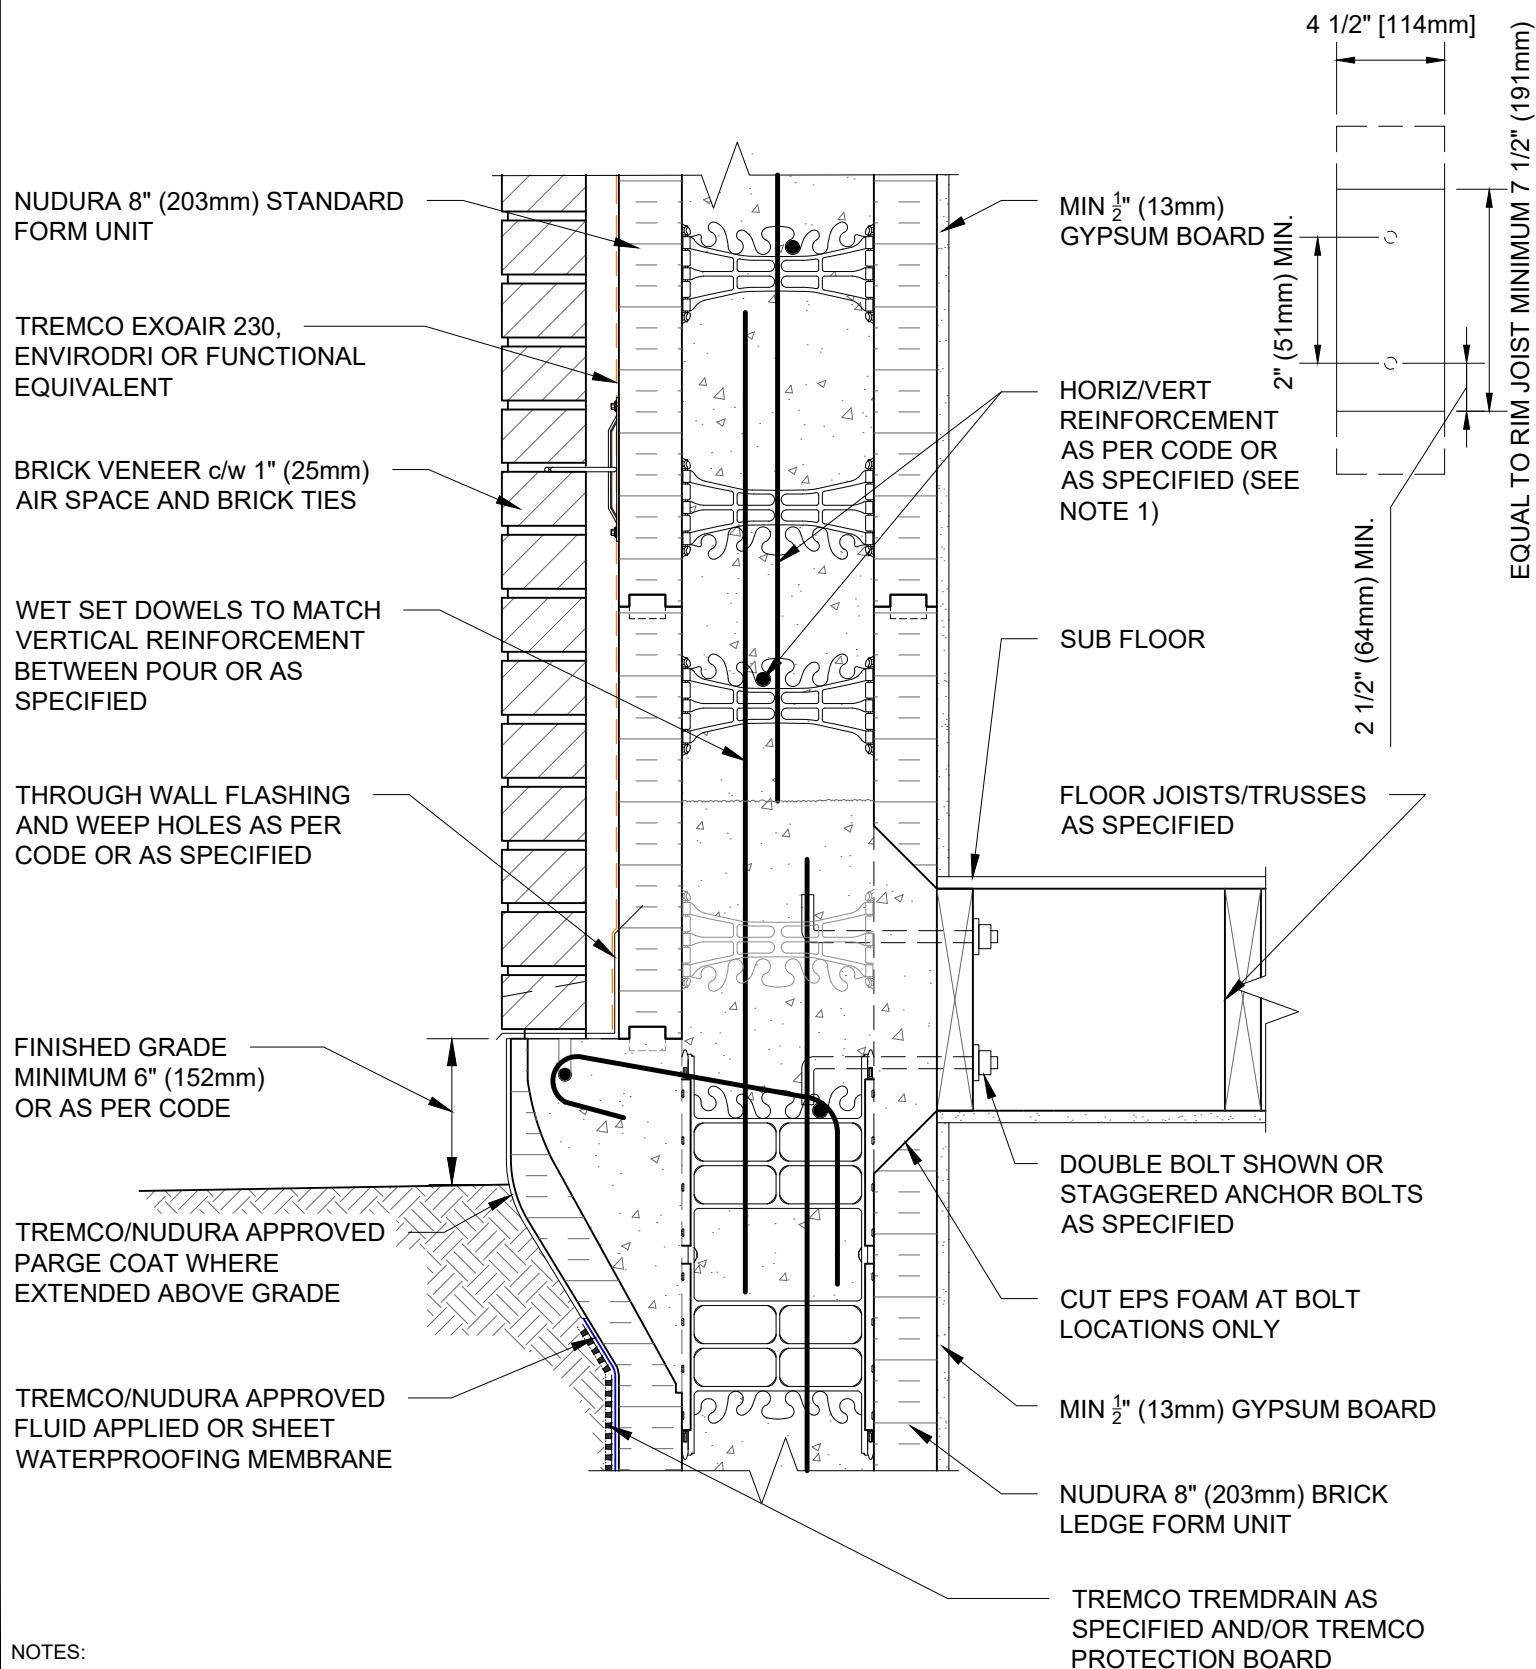 4 1/2" [114mm]
EQUAL TO RIM JOIST MINIMUM 7 1/2" (191mm)
2" (51mm) MIN.
2 1/2" (64mm) MIN.
NUDURA 8" (203mm) STANDARD
FORM UNIT
TREMCO EXOAIR 230,
ENVIRODRI OR FUNCTIONAL
EQUIVALENT
BRICK VENEER c/w 1" (25mm)
AIR SPACE AND BRICK TIES
WET SET DOWELS TO MATCH
VERTICAL REINFORCEMENT
BETWEEN POUR OR AS
SPECIFIED
THROUGH WALL FLASHING
AND WEEP HOLES AS PER
CODE OR AS SPECIFIED
FINISHED GRADE
MINIMUM 6" (152mm)
OR AS PER CODE
TREMCO/NUDURA APPROVED
PARGE COAT WHERE
EXTENDED ABOVE GRADE
TREMCO/NUDURA APPROVED
FLUID APPLIED OR SHEET
WATERPROOFING MEMBRANE
MIN 1/2" (13mm)
GYPSUM BOARD
HORIZ/VERT
REINFORCEMENT
AS PER CODE OR
AS SPECIFIED (SEE
NOTE 1)
SUB FLOOR
FLOOR JOISTS/TRUSSES
AS SPECIFIED
DOUBLE BOLT SHOWN OR
STAGGERED ANCHOR BOLTS
AS SPECIFIED
CUT EPS FOAM AT BOLT
LOCATIONS ONLY
MIN 1/2" (13mm) GYPSUM BOARD
NUDURA 8" (203mm) BRICK
LEDGE FORM UNIT
TREMCO TREMDRAIN AS
SPECIFIED AND/OR TREMCO
PROTECTION BOARD
NOTES: